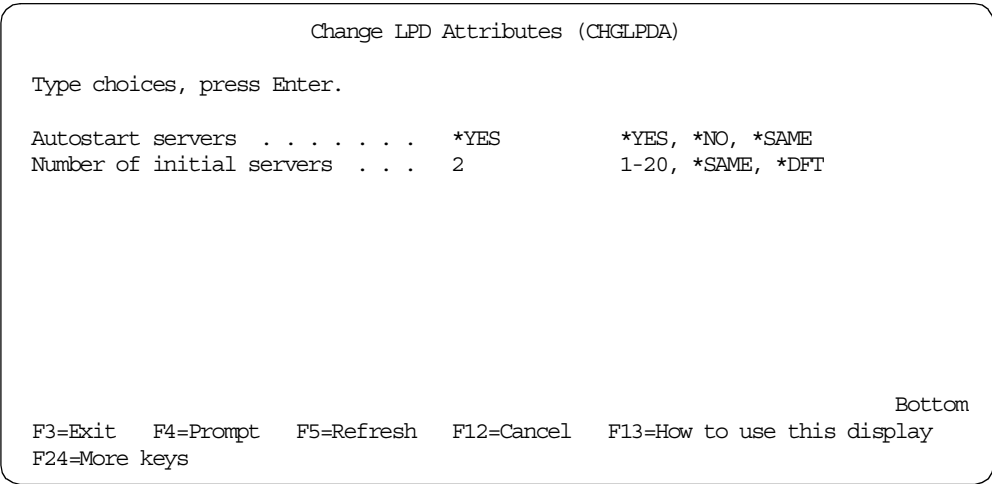 Change LPD Attributes (CHGLPDA)
Type choices, press Enter.
Autostart servers . . . . . . . *YES *YES, *NO, *SAME
Number of initial servers . . . 2 1-20, *SAME, *DFT
Bottom
F3=Exit F4=Prompt F5=Refresh F12=Cancel F13=How to use this display
F24=More keys